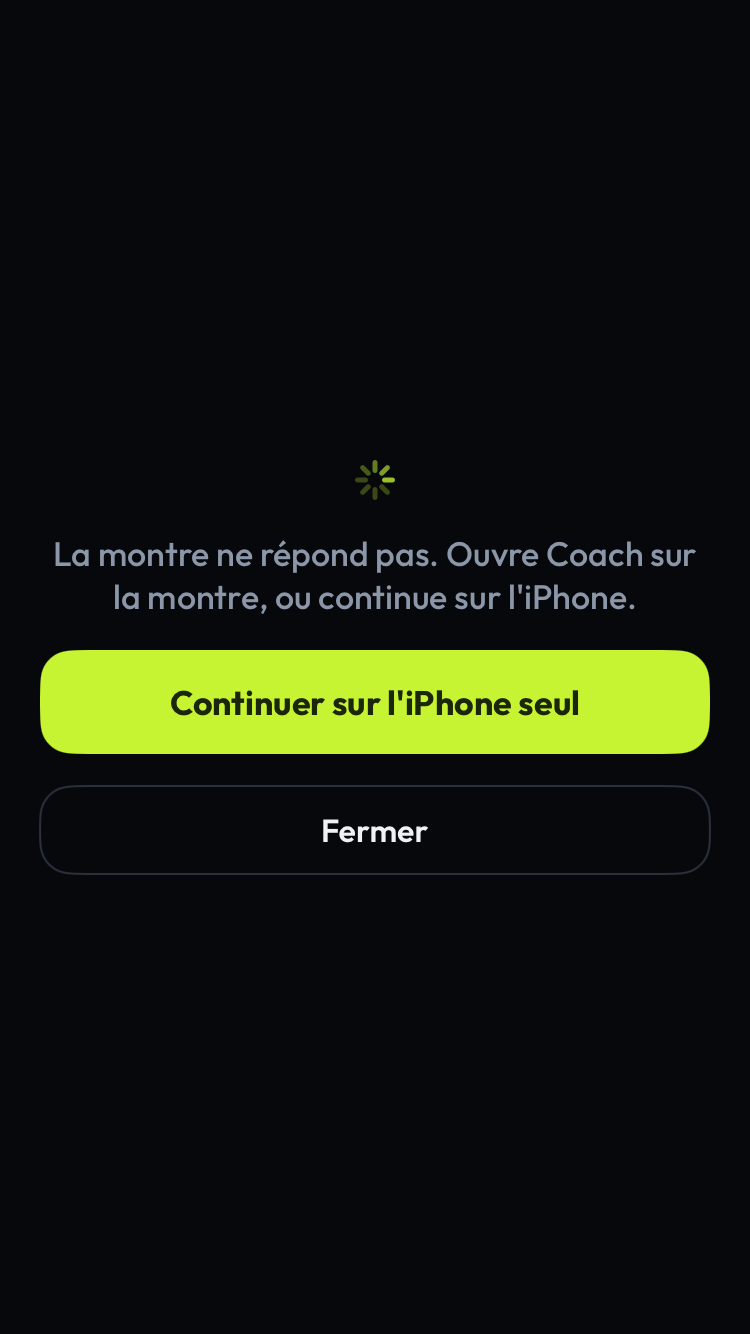 La montre ne répond pas. Ouvre Coach sur
la montre, ou continue sur l'iPhone.
Continuer sur l'iPhone seul
Fermer